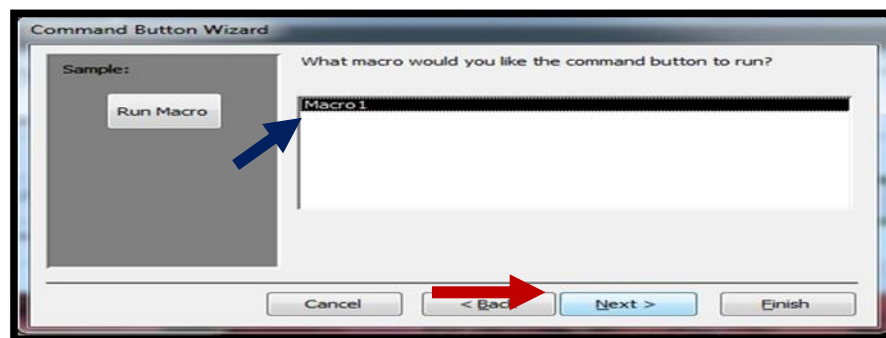 Command Button Wizard
Sample:
What macro would you like the command button to run?
Run Macro
Macro1
Cancel
< Back
Next >
Finish